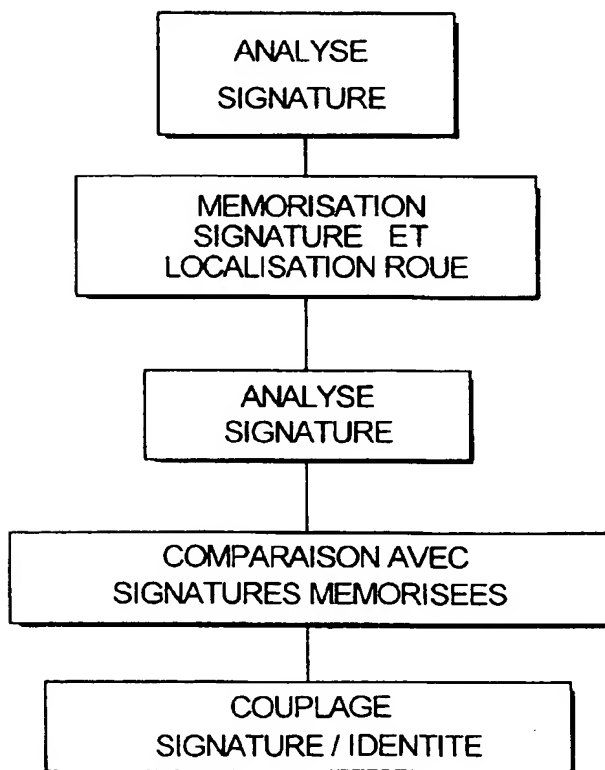 ANALYSE
SIGNATURE
MEMORISATION
SIGNATURE ET
LOCALISATION ROUE
ANALYSE
SIGNATURE
COMPARAISON AVEC
SIGNATURES MEMORISEES
COUPLAGE
SIGNATURE / IDENTITE